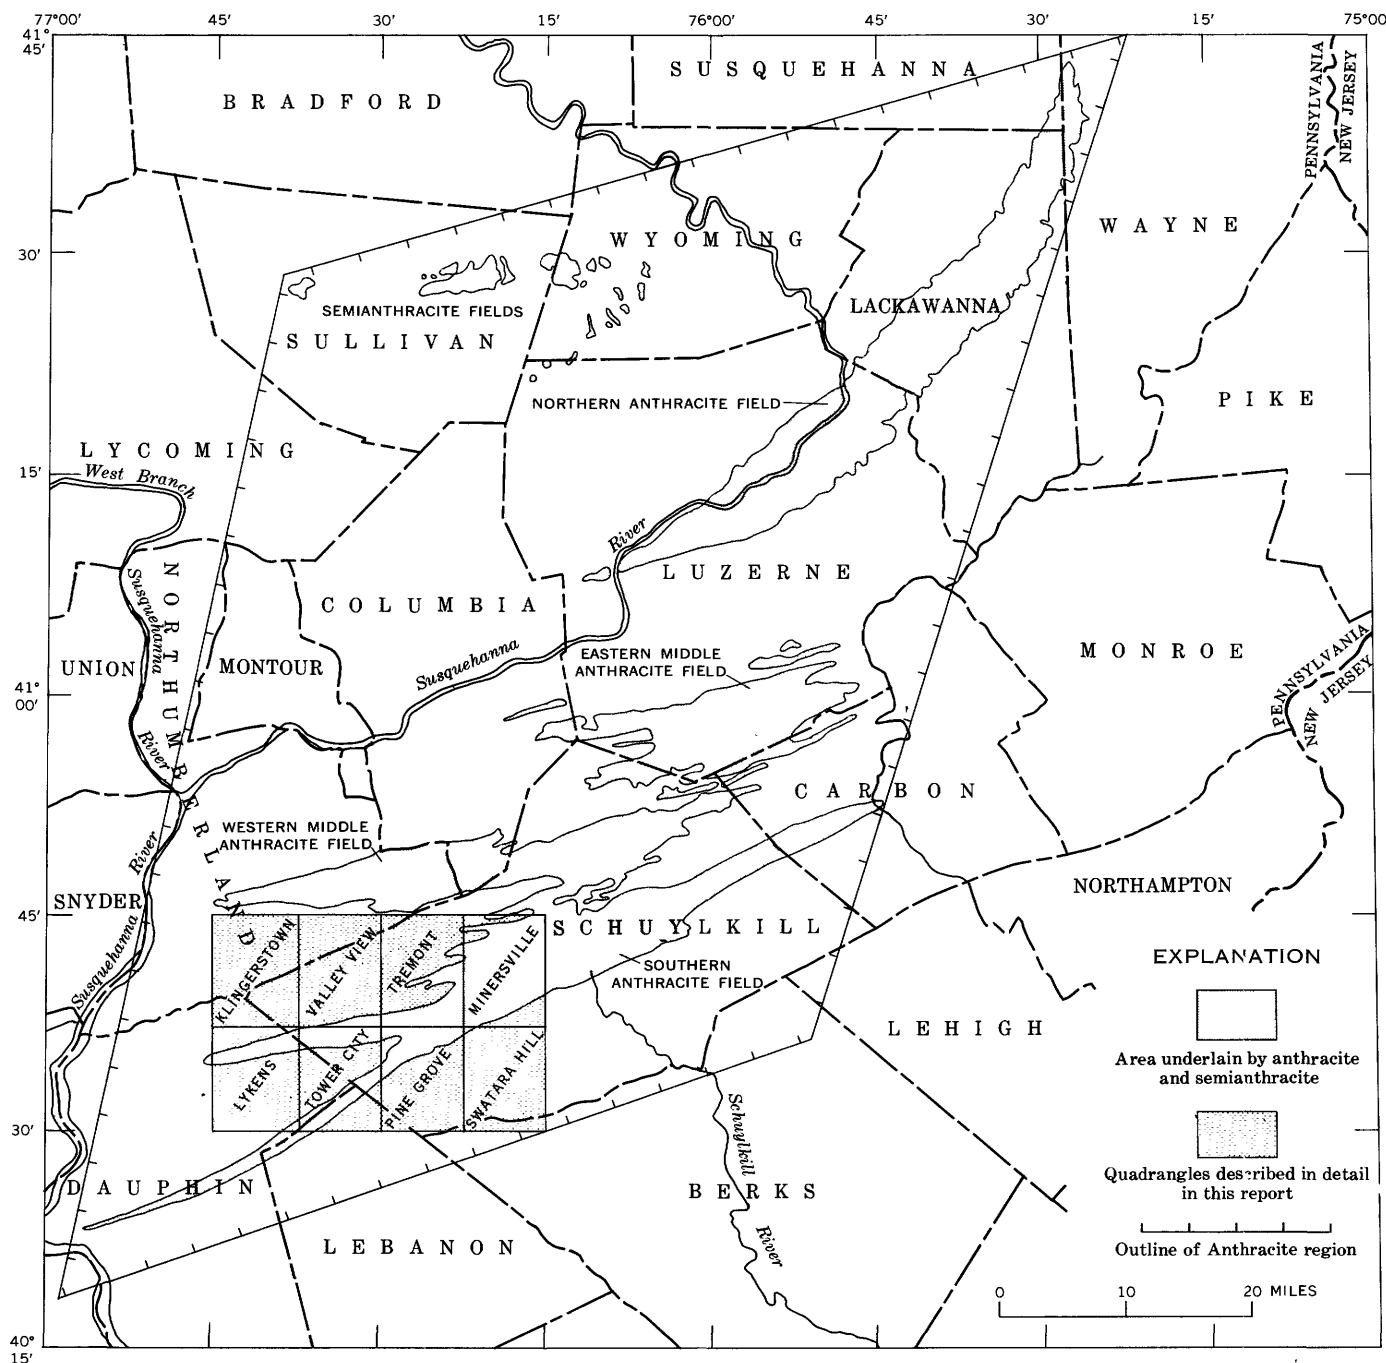 77°00'
45'
30'
15'
76°00'
45'
30'
15'
75°00'
41°
45'
SUSQUEHANNA
BRADFORD
PENNSYLVANIA
NEW JERSEY
WYOMING
WAYNE
30'
LACKAWANNA
SEMIANTHRACITE FIELDS
SULLIVAN
NORTHERN ANTHRACITE FIELD
PIKE
LYCOMING
15'
West Branch
Susquehanna
River
NORTHUMBERLAND
River
LUZERNE
COLUMBIA
UNION
MONTOUR
Susquehanna
EASTERN MIDDLE
ANTHRACITE FIELD
MONROE
PENNSYLVANIA
NEW JERSEY
41°
00'
CARBON
WESTERN MIDDLE
ANTHRACITE FIELD
River
Susquehanna
SNYDER
NORTHAMPTON
45'
SCHUYLKILL
KLINGERSTOWN
VALLEY VIEW
TREMONT
MINERSVILLE
SOUTHERN
ANTHRACITE FIELD
LEHIGH
LYKENS
TOWER CITY
PINE GROVE
SWATARA HILL
30'
DAUPHIN
Schuylkill
River
BERKS
LEBANON
40°
15'
EXPLANATION
Area underlain by anthracite
and semianthracite
Quadrangles described in detail
in this report
Outline of Anthracite region
0 10 20 MILES